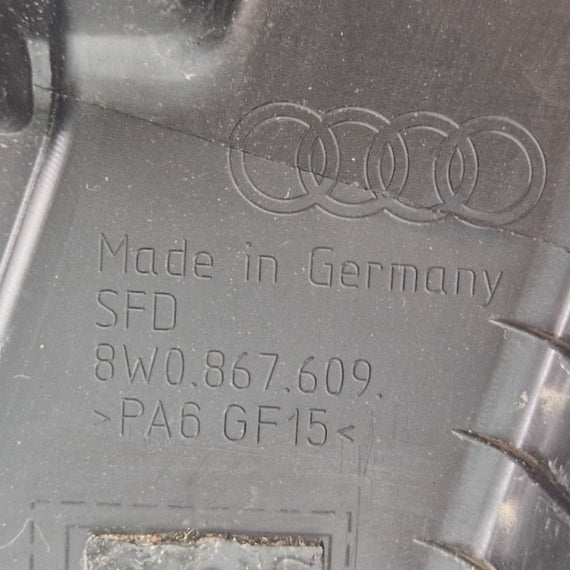 Made in Germany
SFD
8W0.867.609.
>PA6 GF15<